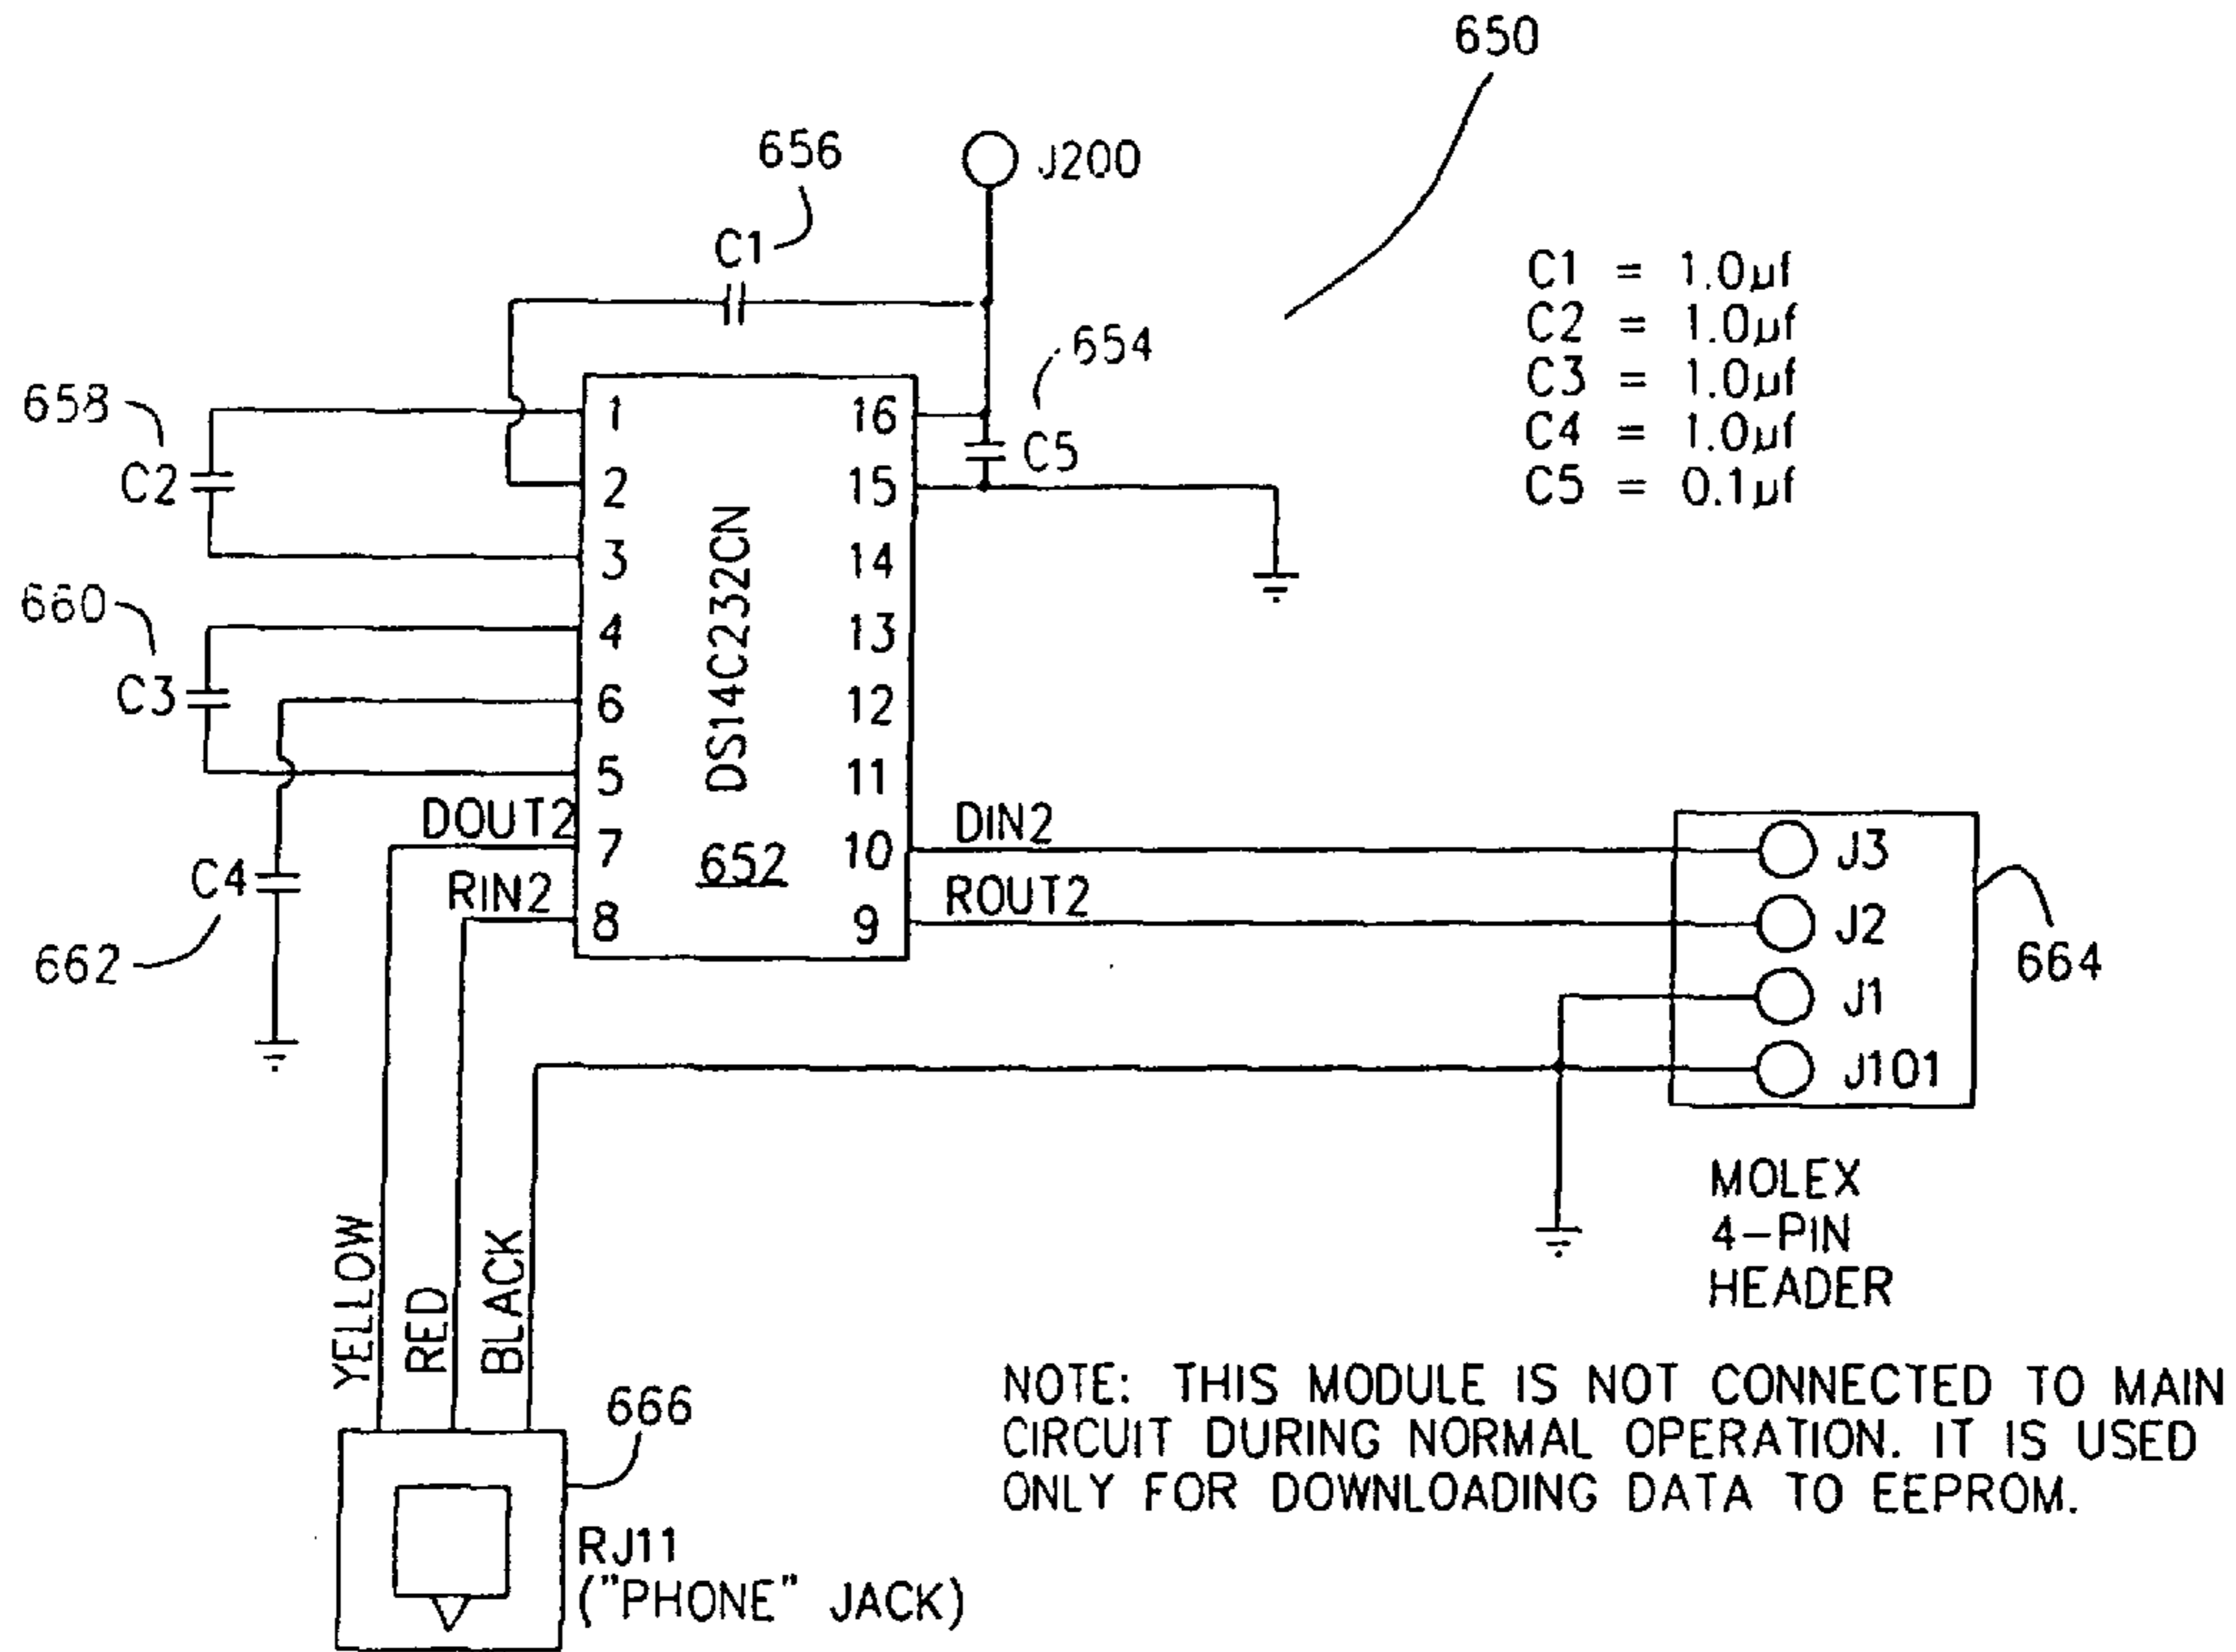 650
656
J200
C1
C1 = 1.0µf
C2 = 1.0µf
C3 = 1.0µf
C4 = 1.0µf
C5 = 0.1µf
654
658
C2
660
C3
C4
662
1
2
3
4
6
5
7
8
DS14C232CN
652
16
15
14
13
12
11
10
9
C5
DOUT2
RIN2
DIN2
ROUT2
J3
J2
J1
J101
664
MOLEX
4-PIN
HEADER
YELLOW
RED
BLACK
666
RJ11
("PHONE" JACK)
NOTE: THIS MODULE IS NOT CONNECTED TO MAIN
CIRCUIT DURING NORMAL OPERATION. IT IS USED
ONLY FOR DOWNLOADING DATA TO EEPROM.